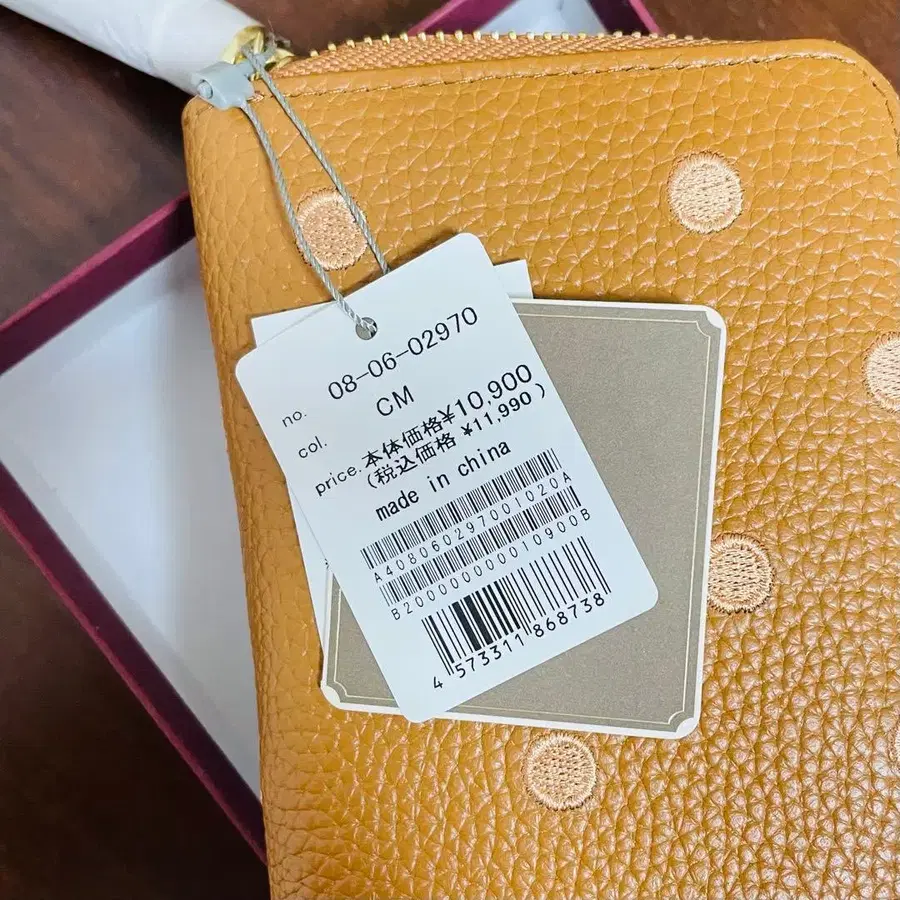 no. 08-06-02970
col. CM
price. 本体価格¥10,900
(税込価格 ¥11,990)
made in china
A408060297001020A
B200000000010900B
4 573311 868738